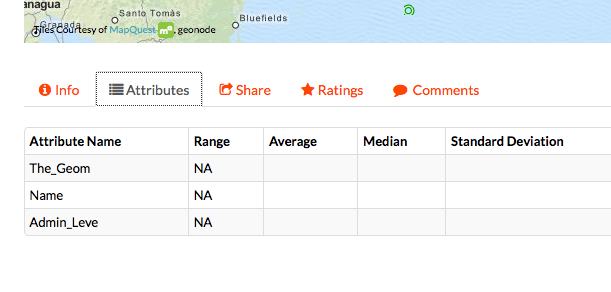 anagua
Santo Tomás
Granada
Bluefields
Tiles Courtesy of MapQuest mq, geonode
Info
Attributes
Share
Ratings
Comments
Attribute Name Range Average Median Standard Deviation
The_Geom NA
Name NA
Admin_Leve NA